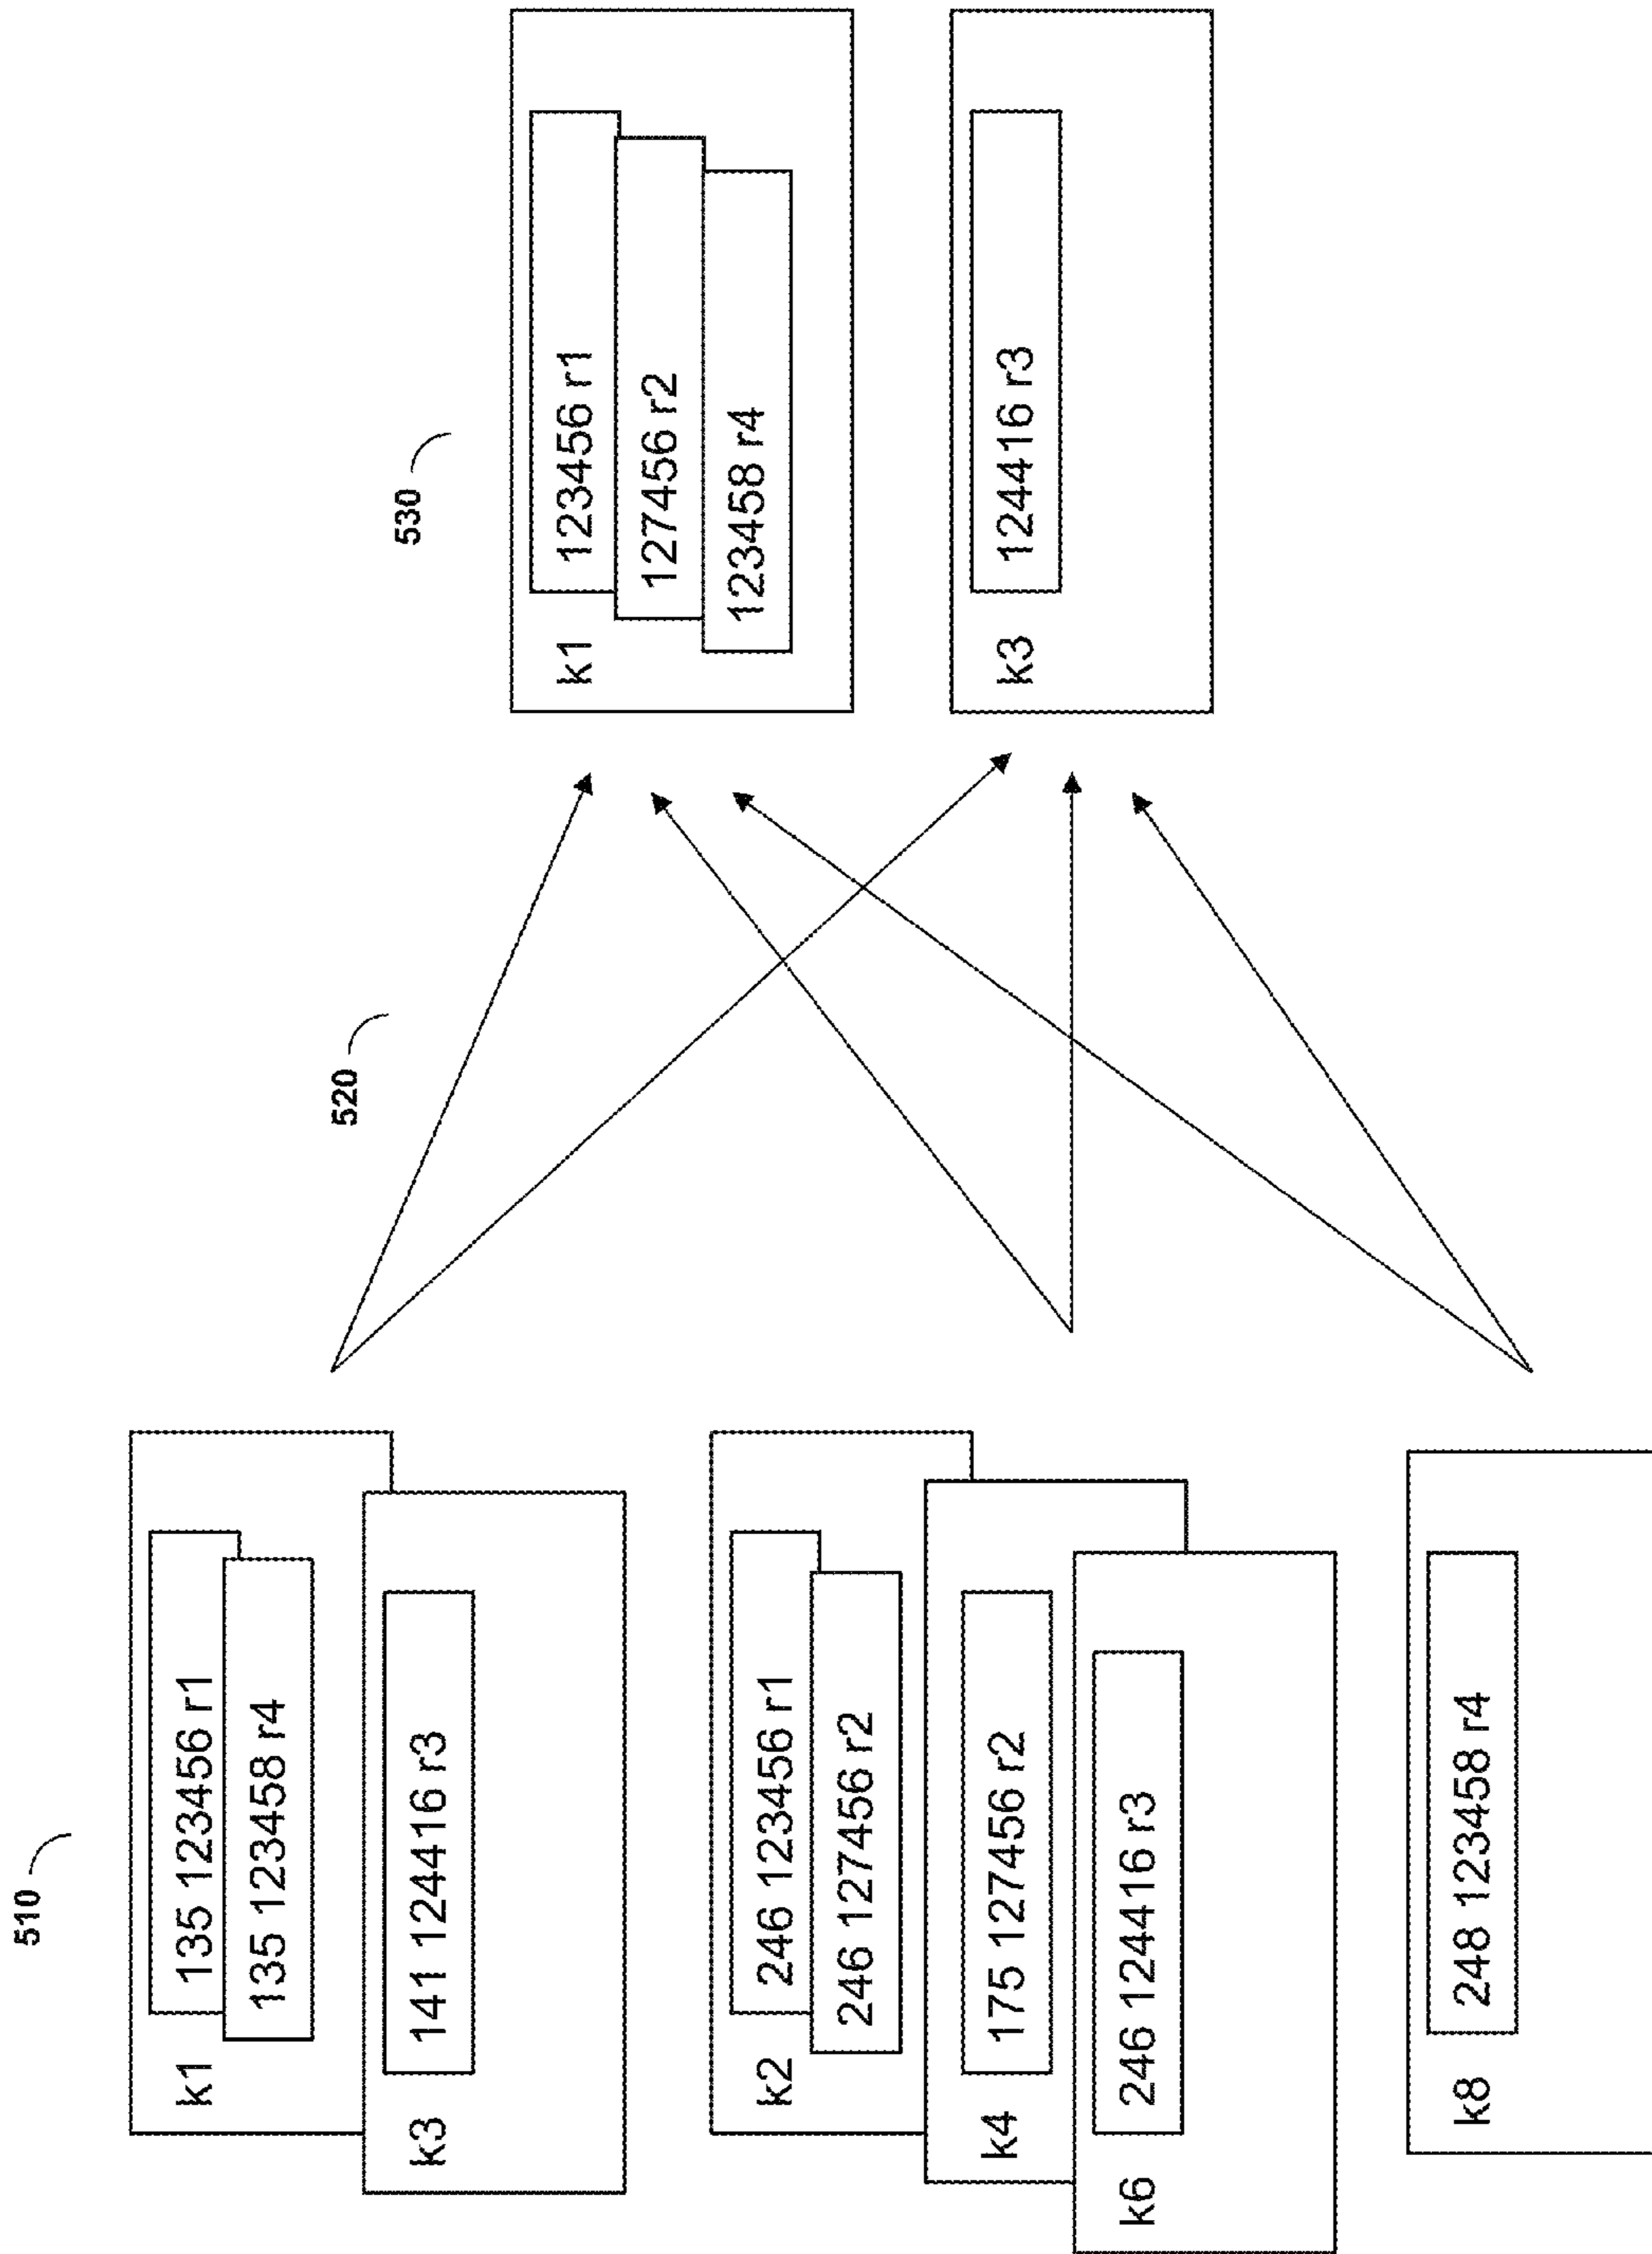 510
k1
135 123456 r1
135 123458 r4
k3
141 124416 r3
k2
246 123456 r1
246 127456 r2
k4
175 127456 r2
k6
246 124416 r3
k8
248 123458 r4
520
530
k1
123456 r1
127456 r2
123458 r4
k3
124416 r3